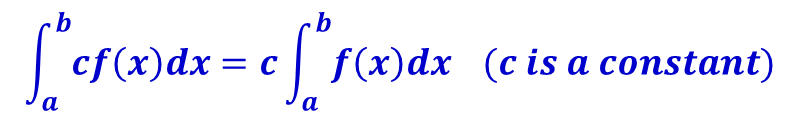 ∫_a^b cf(x)dx = c ∫_a^b f(x)dx (c is a constant)